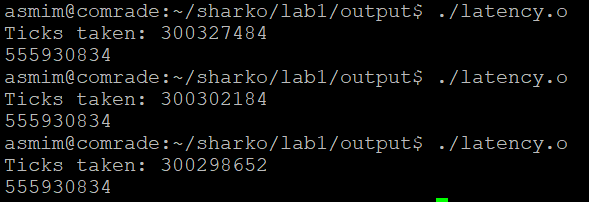 asmim@comrade:~/sharko/lab1/output$ ./latency.o
Ticks taken: 300327484
555930834
asmim@comrade:~/sharko/lab1/output$ ./latency.o
Ticks taken: 300302184
555930834
asmim@comrade:~/sharko/lab1/output$ ./latency.o
Ticks taken: 300298652
555930834